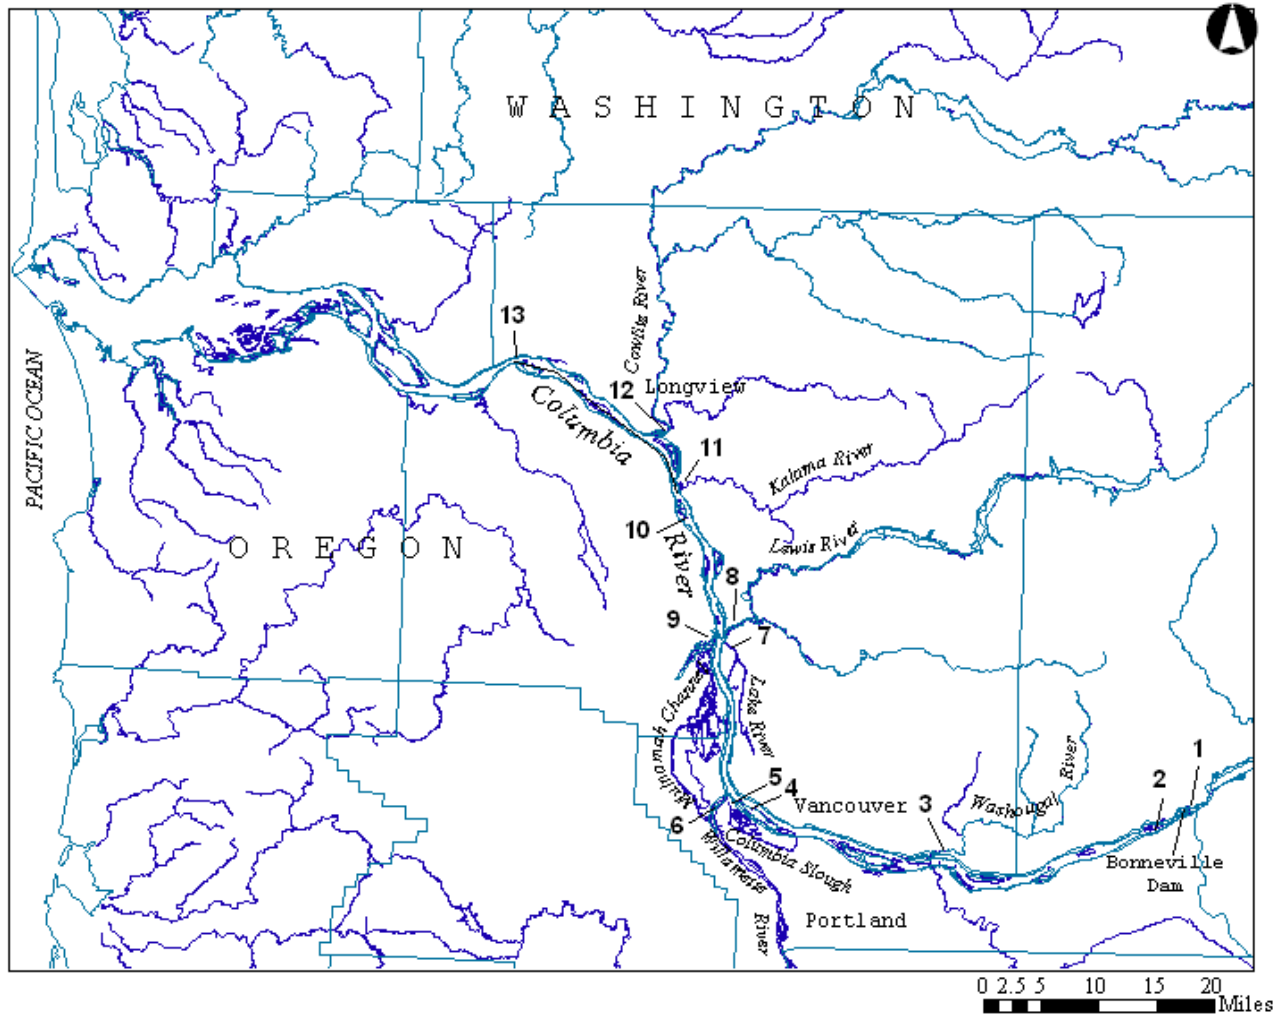 WASHINGTON
PACIFIC OCEAN
Cowlitz River
13
12
Longview
Columbia
River
11
Kalama River
10
OREGON
Lewis River
8
9
7
Multnomah Channel
Lake River
5
4
Vancouver
3
Washougal
River
2
1
6
Columbia Slough
Willamette
River
Bonneville
Dam
Portland
0 2.5 5 10 15 20
Miles